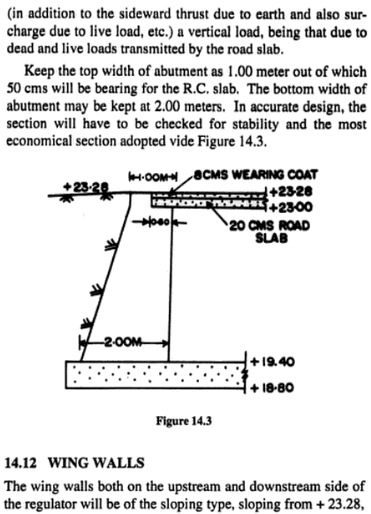 (in addition to the sideward thrust due to earth and also sur-
charge due to live load, etc.) a vertical load, being that due to
dead and live loads transmitted by the road slab.
Keep the top width of abutment as 1.00 meter out of which
50 cms will be bearing for the R.C. slab. The bottom width of
abutment may be kept at 2.00 meters. In accurate design, the
section will have to be checked for stability and the most
economical section adopted vide Figure 14.3.
1.00M
8CMS WEARING COAT
+23.28
+23.28
+23.00
20 CMS ROAD
SLAB
2.00M
+19.40
+18.80
Figure 14.3
14.12 WING WALLS
The wing walls both on the upstream and downstream side of
the regulator will be of the sloping type, sloping from + 23.28,